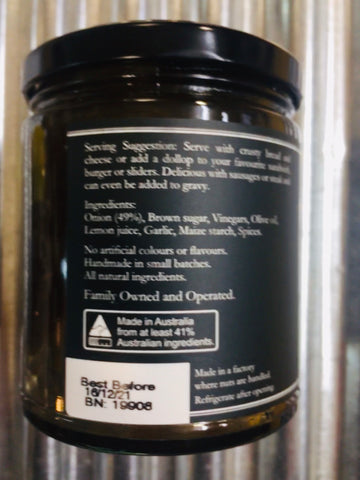 Serving Suggestion: Serve with crusty bread and
cheese or add a dollop to your favourite sandwich,
burger or sliders. Delicious with sausages or steak and
can even be added to gravy.
Ingredients:
Onion (49%), Brown sugar, Vinegars, Olive oil,
Lemon juice, Garlic, Maize starch, Spices.
No artificial colours or flavours.
Handmade in small batches.
All natural ingredients.
Family Owned and Operated.
Made in Australia
from at least 41%
Australian ingredients.
Made in a factory
where nuts are handled.
Refrigerate after opening.
Best Before
16/12/21
BN: 19906